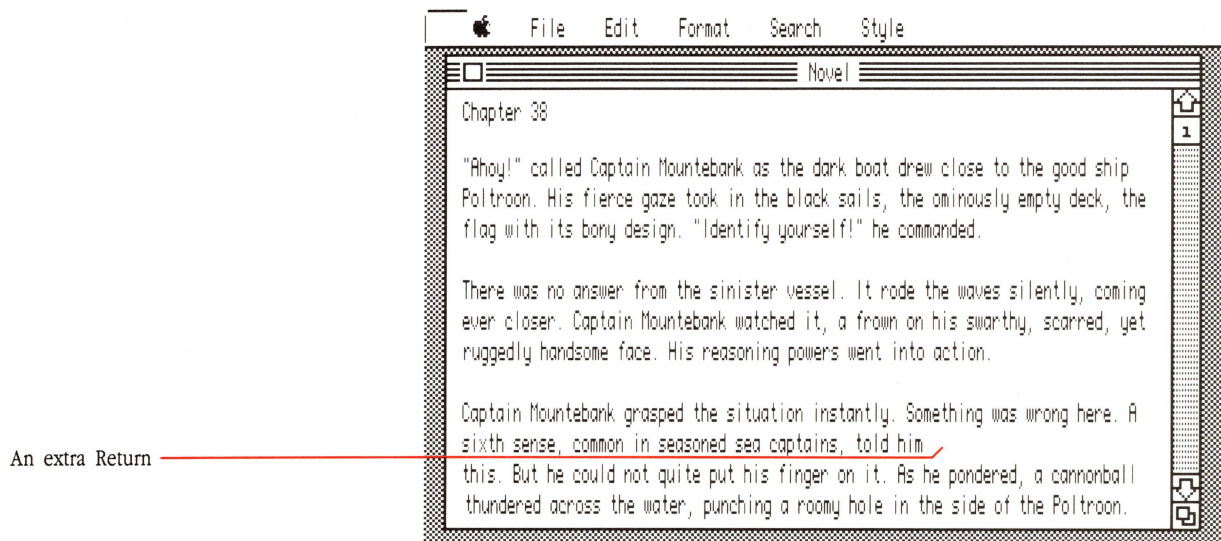 File Edit Format Search Style
Novel
Chapter 38
1
"Ahoy!" called Captain Mountebank as the dark boat drew close to the good ship
Poltroon. His fierce gaze took in the black sails, the ominously empty deck, the
flag with its bony design. "Identify yourself!" he commanded.
There was no answer from the sinister vessel. It rode the waves silently, coming
ever closer. Captain Mountebank watched it, a frown on his swarthy, scarred, yet
ruggedly handsome face. His reasoning powers went into action.
Captain Mountebank grasped the situation instantly. Something was wrong here. A
sixth sense, common in seasoned sea captains, told him
An extra Return
this. But he could not quite put his finger on it. As he pondered, a cannonball
thundered across the water, punching a roomy hole in the side of the Poltroon.